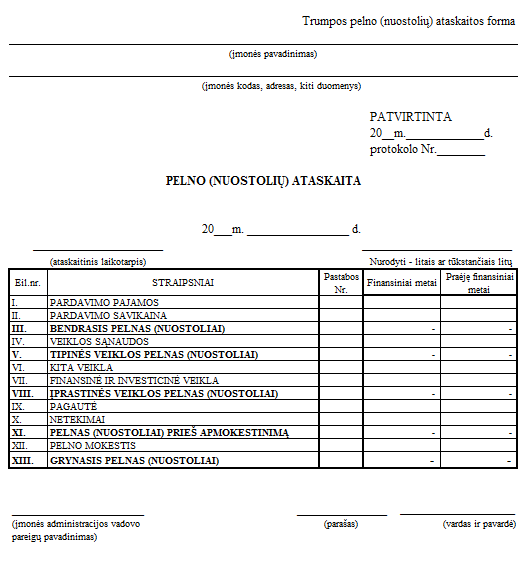 Trumpos pelno (nuostolių) ataskaitos forma
(įmonės pavadinimas)
(įmonės kodas, adresas, kiti duomenys)
PATVIRTINTA
20__m._____________d.
protokolo Nr.________
PELNO (NUOSTOLIŲ) ATASKAITA
20___m. _________________ d.
(ataskaitinis laikotarpis) Nurodyti - litais ar tūkstančiais litų
Eil.nr. STRAIPSNIAI Pastabos Nr. Finansiniai metai Praėję finansiniai metai
I. PARDAVIMO PAJAMOS
II. PARDAVIMO SAVIKAINA
III. BENDRASIS PELNAS (NUOSTOLIAI) - -
IV. VEIKLOS SĄNAUDOS
V. TIPINĖS VEIKLOS PELNAS (NUOSTOLIAI) - -
VI. KITA VEIKLA
VII. FINANSINĖ IR INVESTICINĖ VEIKLA
VIII. ĮPRASTINĖS VEIKLOS PELNAS (NUOSTOLIAI) - -
IX. PAGAUTĖ
X. NETEKIMAI
XI. PELNAS (NUOSTOLIAI) PRIEŠ APMOKESTINIMĄ - -
XII. PELNO MOKESTIS
XIII. GRYNASIS PELNAS (NUOSTOLIAI) - -
(įmonės administracijos vadovo (parašas) (vardas ir pavardė)
pareigų pavadinimas)